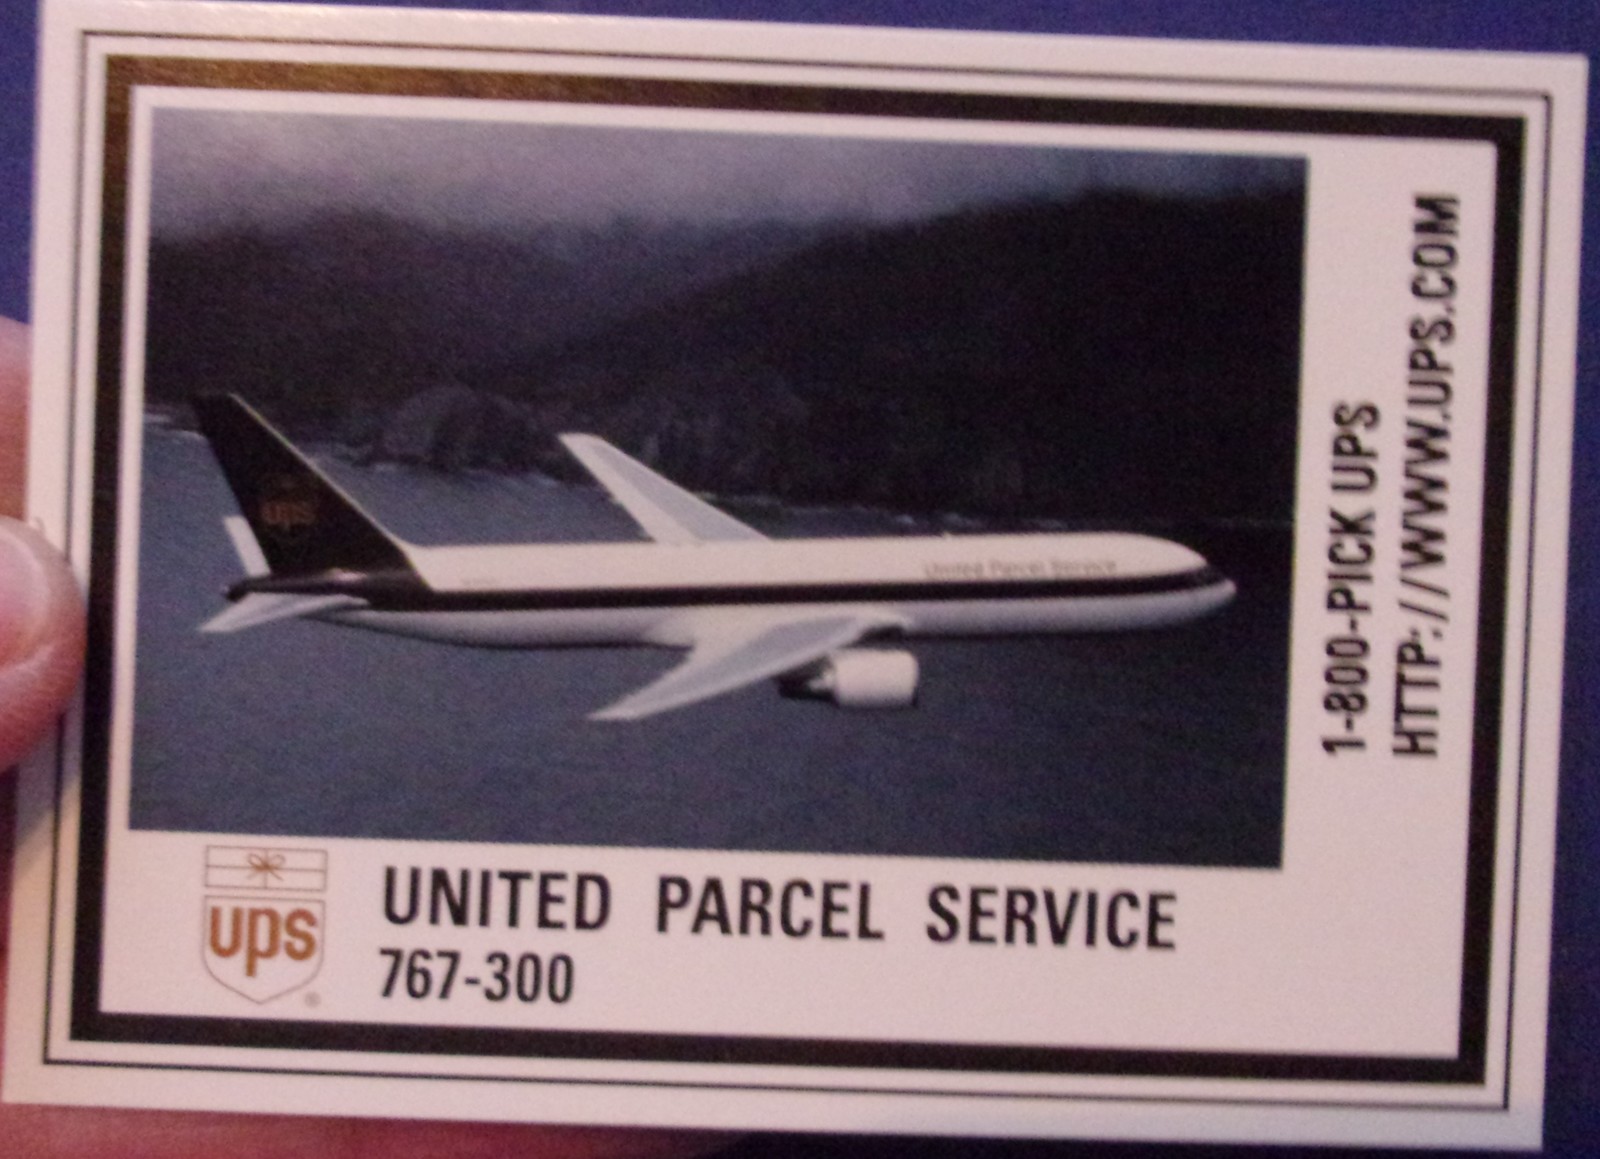 ups
United Parcel Service
ups
UNITED PARCEL SERVICE
767-300
1-800-PICK UPS
HTTP://WWW.UPS.COM